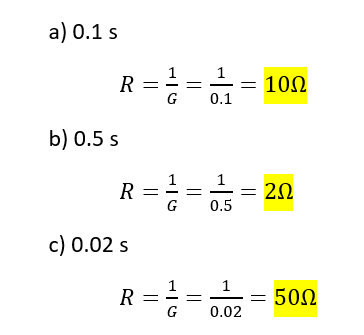 a) 0.1 s
R = 1/G = 1/0.1 = 10Ω
b) 0.5 s
R = 1/G = 1/0.5 = 2Ω
c) 0.02 s
R = 1/G = 1/0.02 = 50Ω